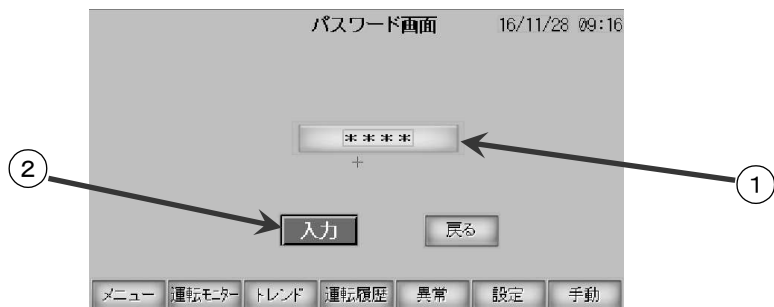 パスワード画面 16/11/28 09:16
****
①
②
入力 戻る
メニュー 運転モニター トレンド 運転履歴 異常 設定 手動